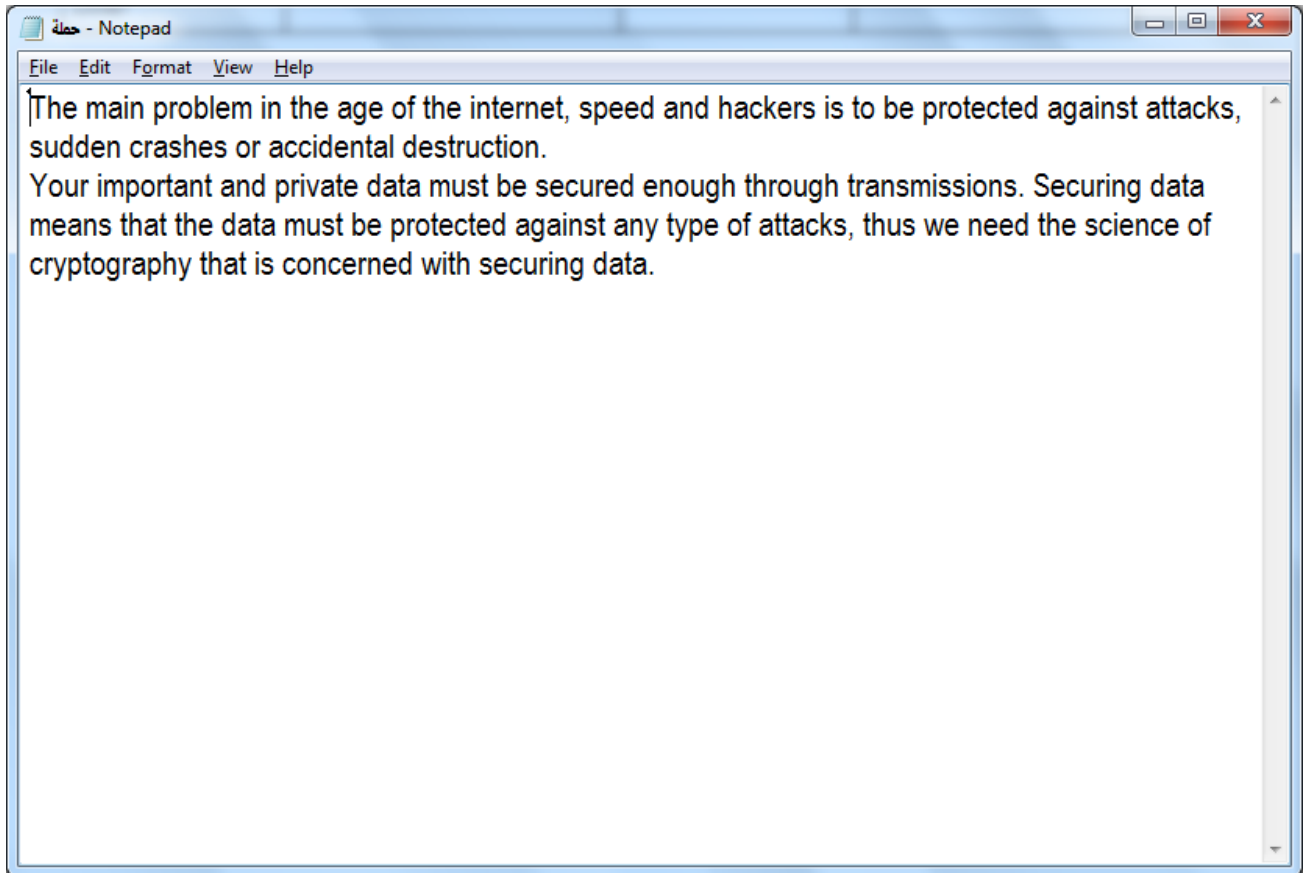 حملة - Notepad
File Edit Format View Help
The main problem in the age of the internet, speed and hackers is to be protected against attacks,
sudden crashes or accidental destruction.
Your important and private data must be secured enough through transmissions. Securing data
means that the data must be protected against any type of attacks, thus we need the science of
cryptography that is concerned with securing data.